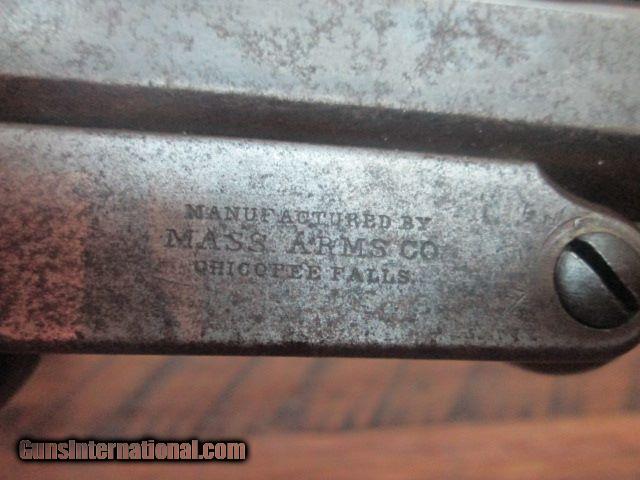 MANUFACTURED BY
MASS. ARMS CO
CHICOPEE FALLS.
GunsInternational.com